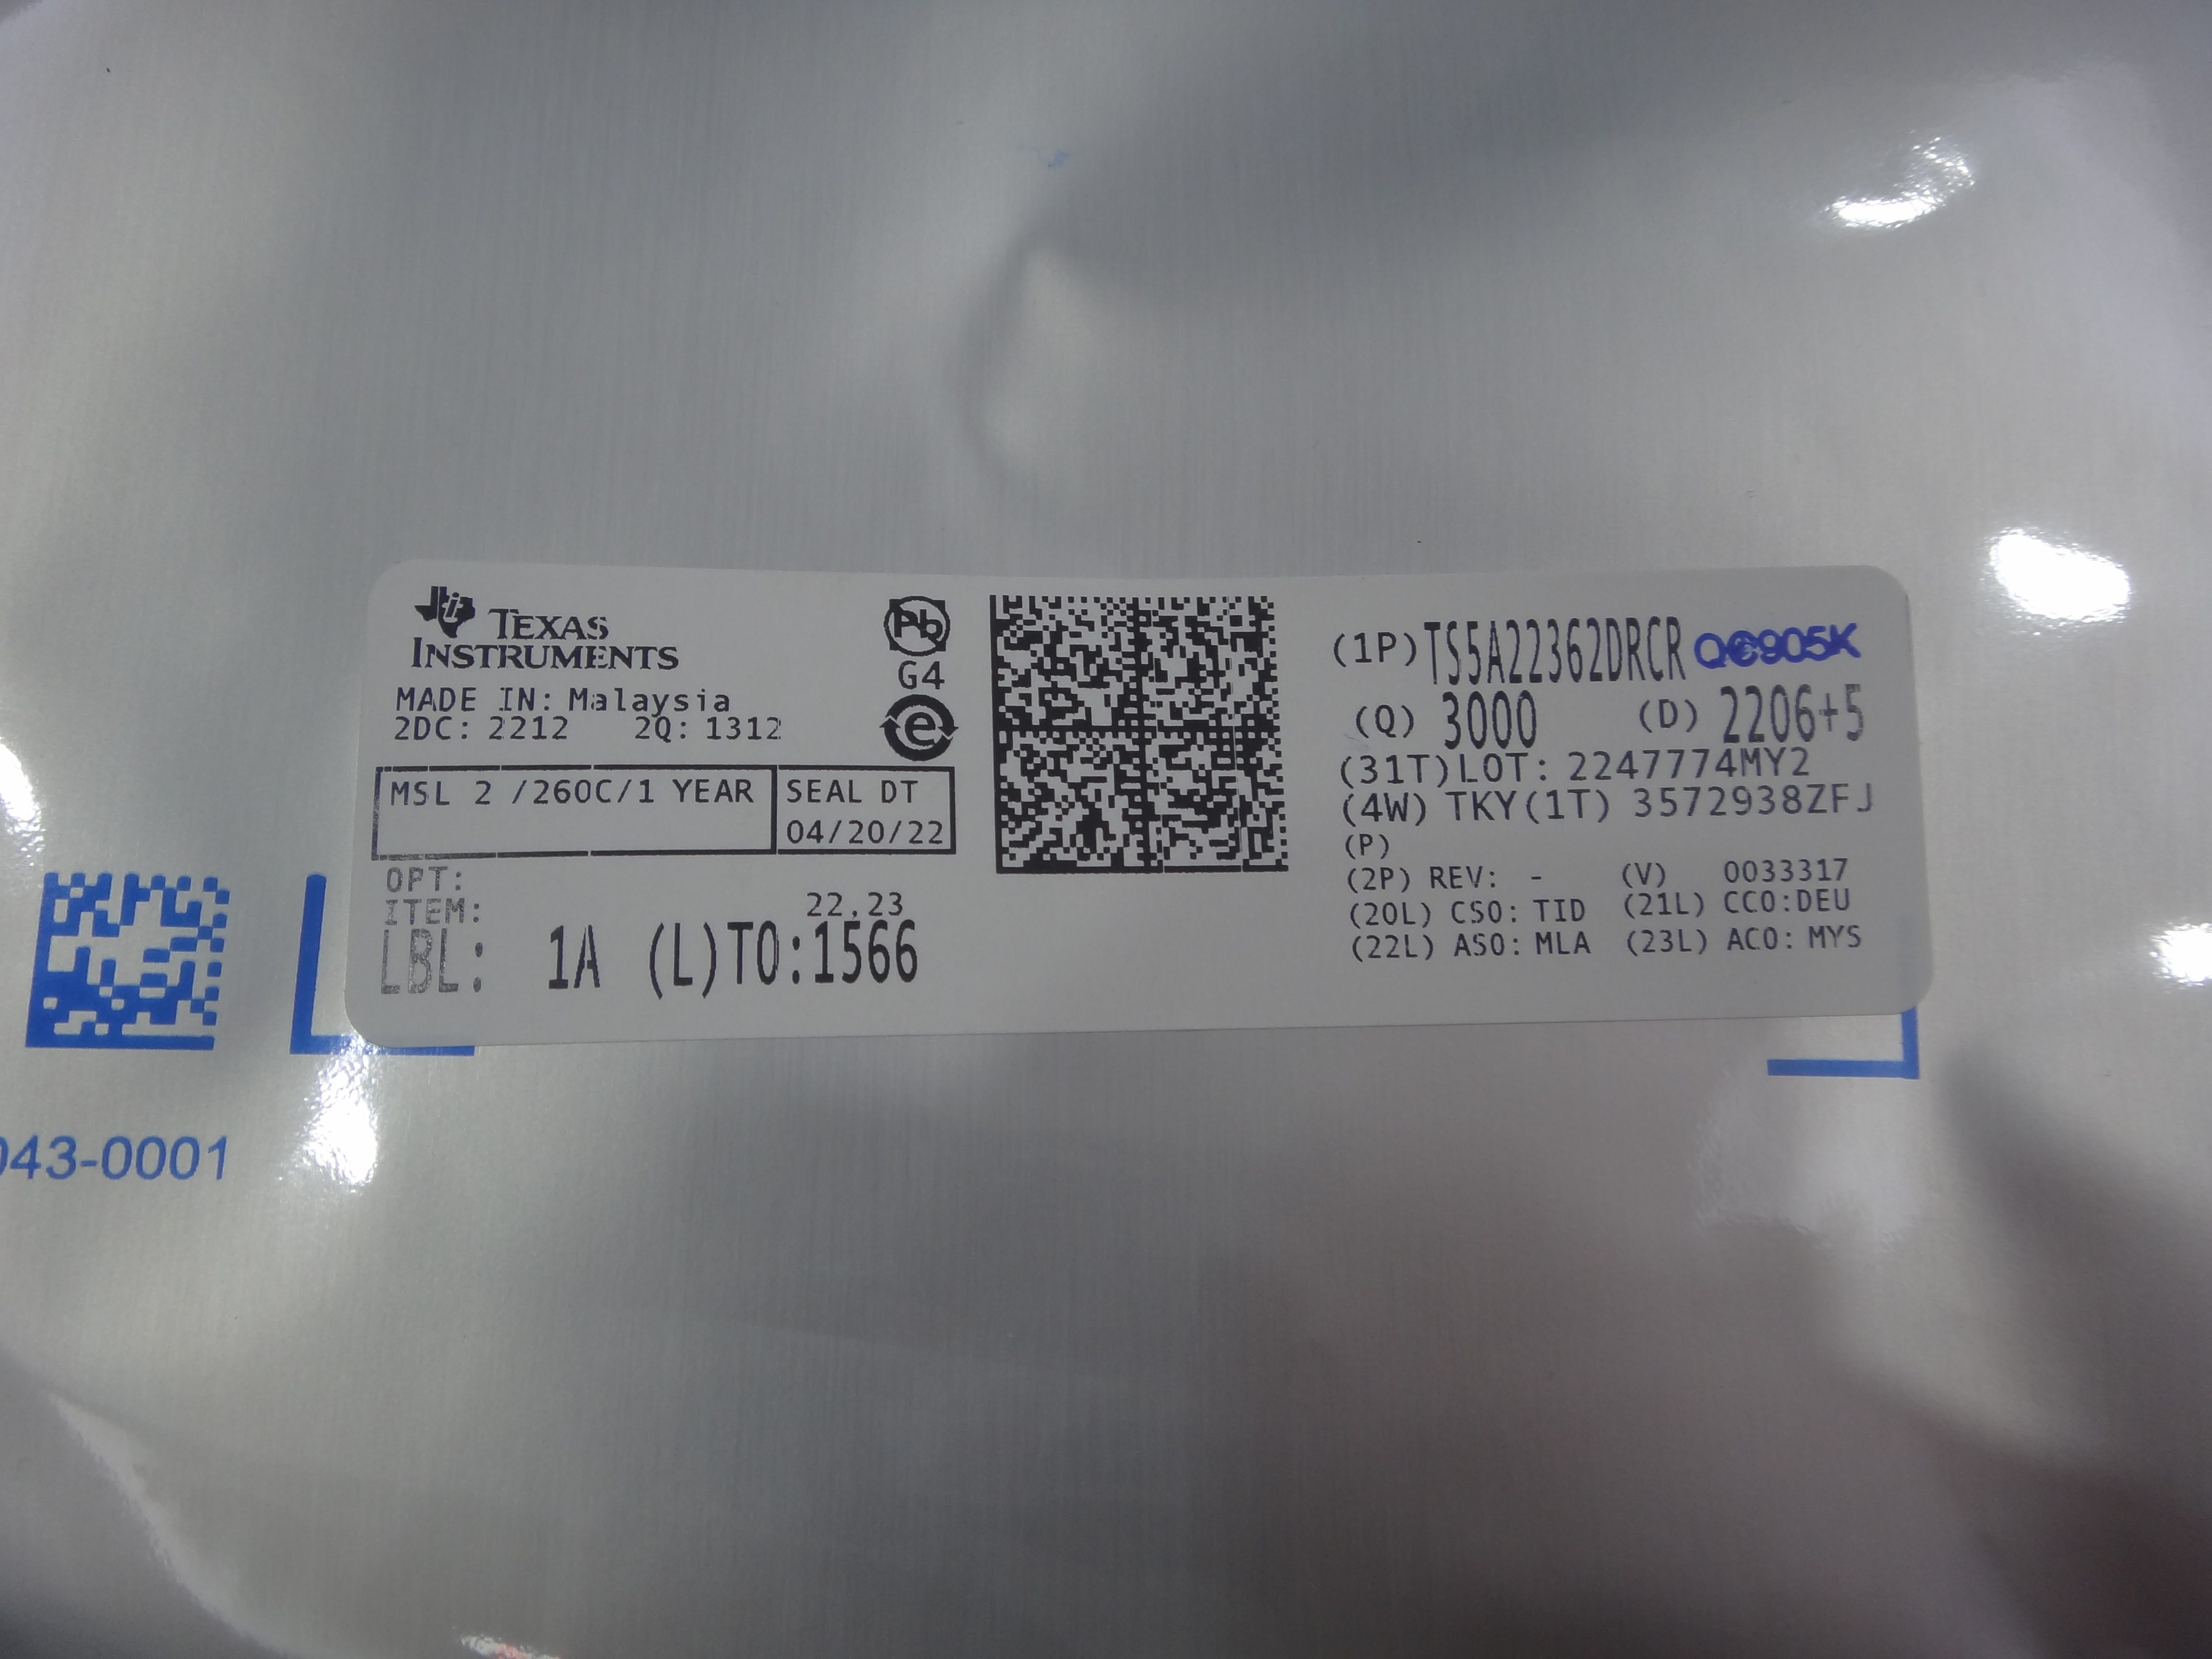 TEXAS
INSTRUMENTS
MADE IN: Malaysia
2DC: 2212 2Q: 1312
Pb
G4
e
MSL 2 /260C/1 YEAR
SEAL DT
04/20/22
OPT:
ITEM:
22,23
LBL: 1A (L)TO:1566
(1P)TS5A22362DRCR
(Q) 3000 (D) 2206+5
(31T)LOT: 2247774MY2
(4W) TKY(1T) 3572938ZFJ
(P)
(2P) REV: - (V) 0033317
(20L) CSO: TID (21L) CCO:DEU
(22L) ASO: MLA (23L) ACO: MYS
043-0001